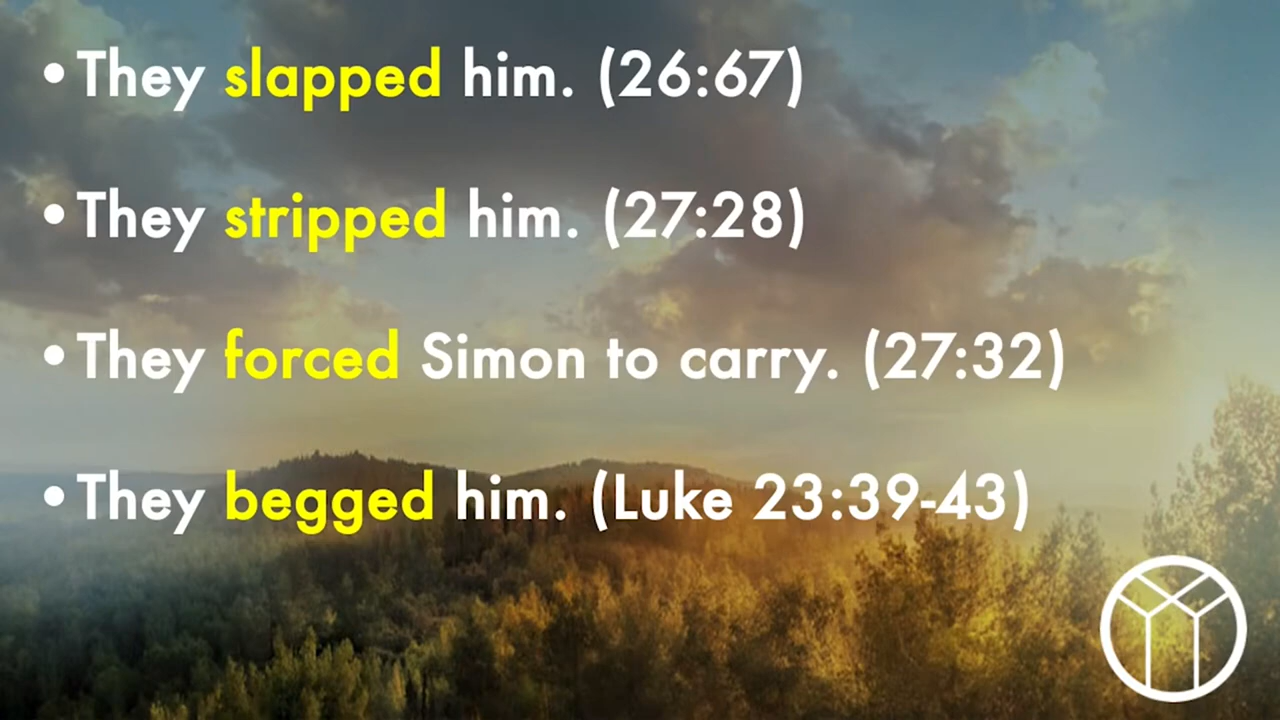 •They slapped him. (26:67)
•They stripped him. (27:28)
•They forced Simon to carry. (27:32)
•They begged him. (Luke 23:39-43)